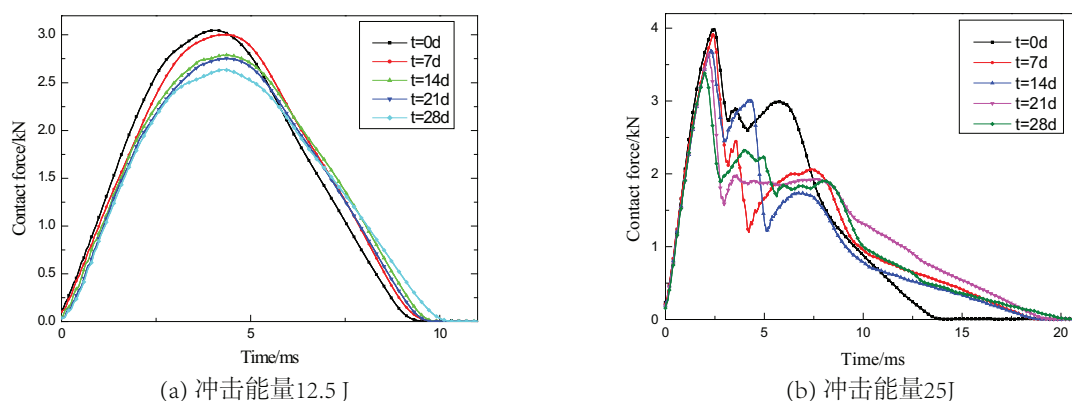 3.0
2.5
2.0
1.5
1.0
0.5
0.0
Contact force/kN
0
5
10
Time/ms
t=0d
t=7d
t=14d
t=21d
t=28d
(a) 冲击能量12.5 J
4
3
2
1
0
Contact force/kN
0
5
10
15
20
Time/ms
t=0d
t=7d
t=14d
t=21d
t=28d
(b) 冲击能量25J